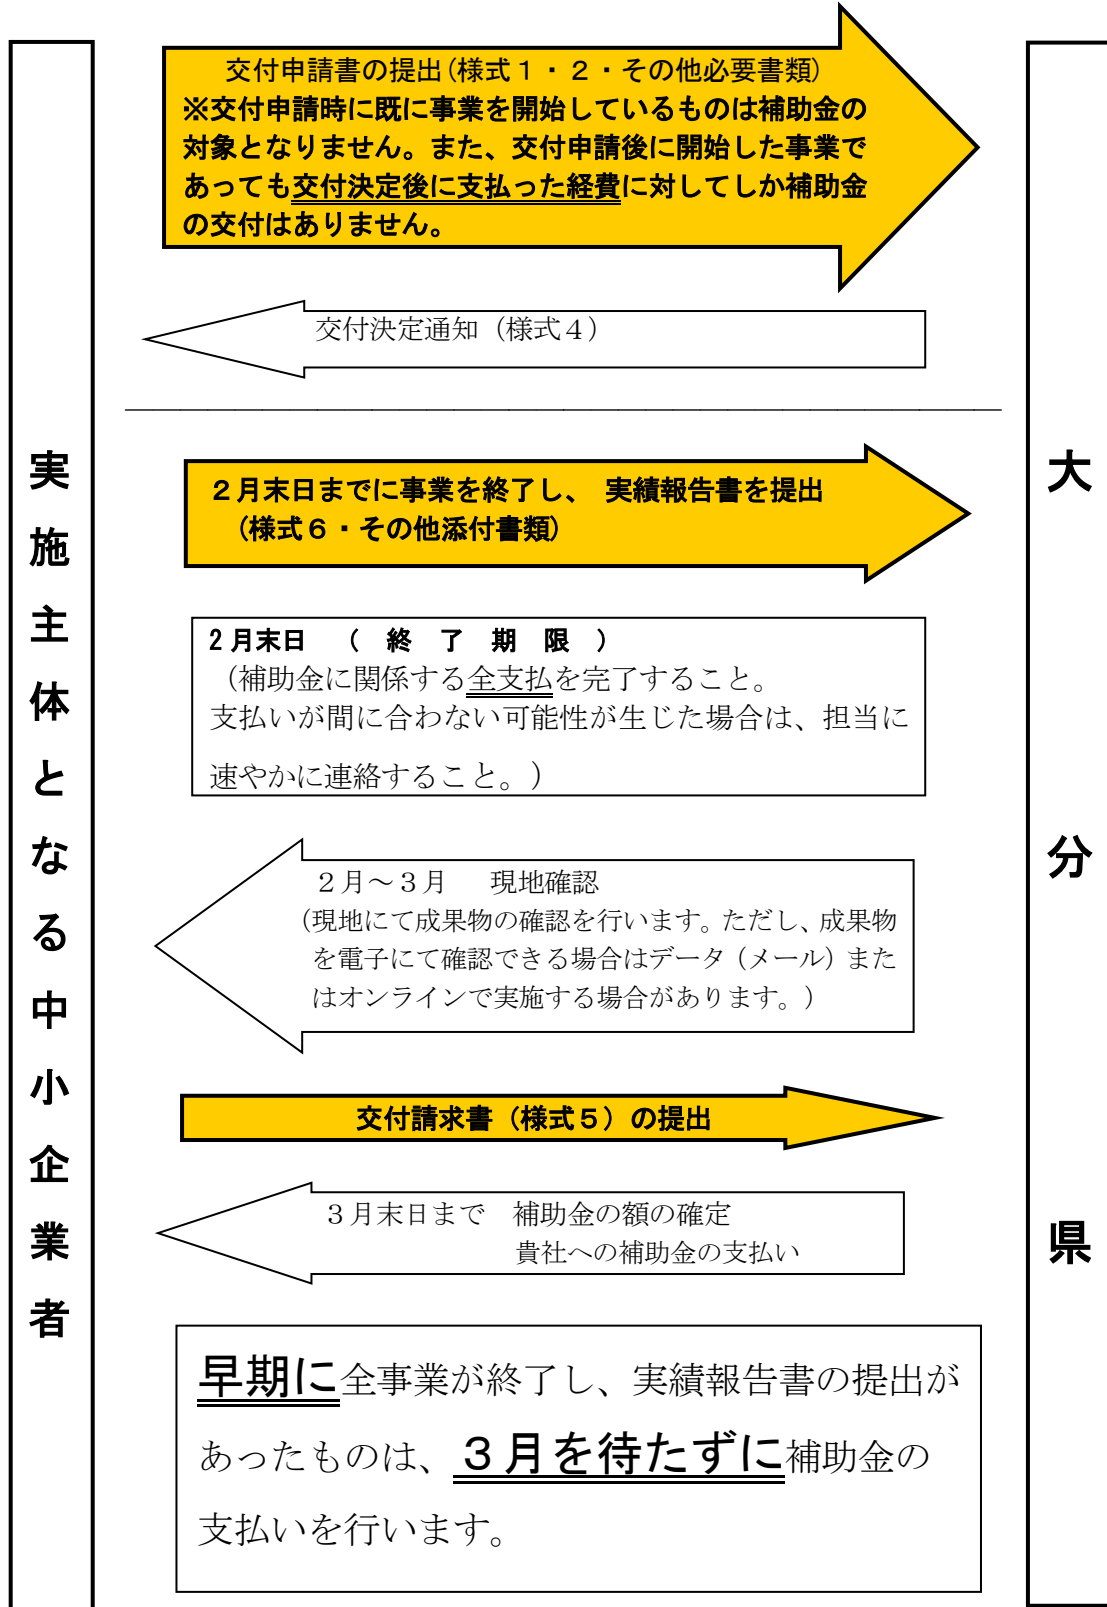 交付申請書の提出(様式１・２・その他必要書類)
※交付申請時に既に事業を開始しているものは補助金の
対象となりません。また、交付申請後に開始した事業で
あっても交付決定後に支払った経費に対してしか補助金
の交付はありません。
交付決定通知（様式４）
実施主体となる中小企業者
大分県
２月末日までに事業を終了し、 実績報告書を提出
(様式６・その他添付書類)
2月末日 （ 終 了 期 限 ）
（補助金に関係する全支払を完了すること。
支払いが間に合わない可能性が生じた場合は、担当に
速やかに連絡すること。）
２月～３月 現地確認
(現地にて成果物の確認を行います。ただし、成果物
を電子にて確認できる場合はデータ（メール）また
はオンラインで実施する場合があります。）
交付請求書（様式５）の提出
３月末日まで 補助金の額の確定
貴社への補助金の支払い
早期に全事業が終了し、実績報告書の提出が
あったものは、３月を待たずに補助金の
支払いを行います。